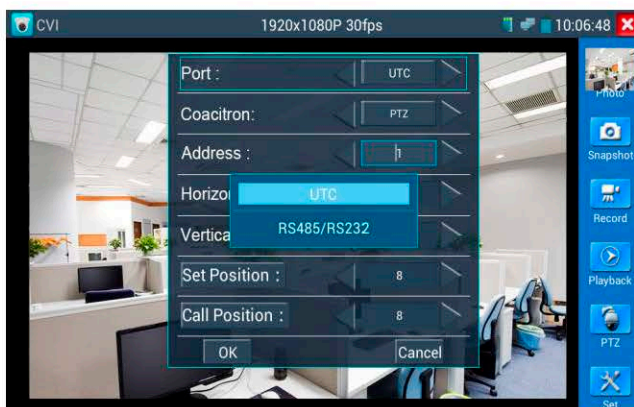 CVI 1920x1080P 30fps 10:06:48
Port : UTC
Coacitron: PTZ
Address : 1
Horizo
UTC
RS485/RS232
Vertica
Set Position : 8
Call Position : 8
OK Cancel
Photo
Snapshot
Record
Playback
PTZ
Set